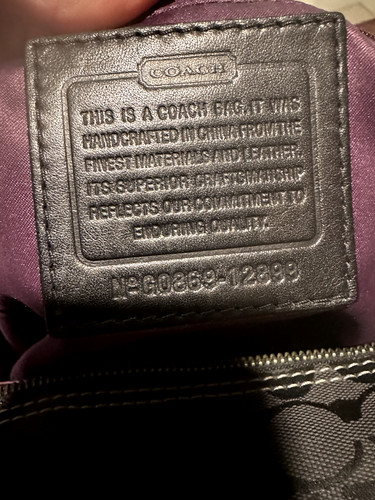 COACH
THIS IS A COACH BAG. IT WAS
HANDCRAFTED IN CHINA FROM THE
FINEST MATERIALS AND LEATHER.
ITS SUPERIOR CRAFTSMANSHIP
REFLECTS OUR COMMITMENT TO
ENDURING QUALITY.
Nº G0869-12899